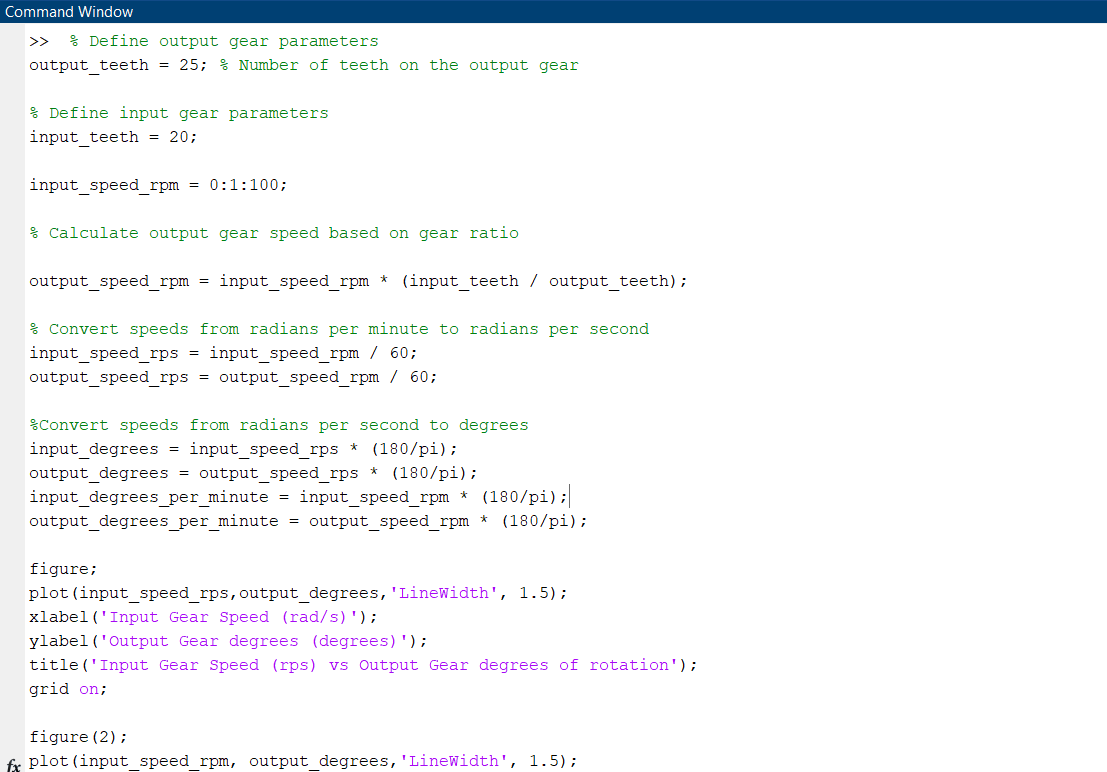 Command Window
>>  % Define output gear parameters
output_teeth = 25; % Number of teeth on the output gear
% Define input gear parameters
input_teeth = 20;
input_speed_rpm = 0:1:100;
% Calculate output gear speed based on gear ratio
output_speed_rpm = input_speed_rpm * (input_teeth / output_teeth);
% Convert speeds from radians per minute to radians per second
input_speed_rps = input_speed_rpm / 60;
output_speed_rps = output_speed_rpm / 60;
%Convert speeds from radians per second to degrees
input_degrees = input_speed_rps * (180/pi);
output_degrees = output_speed_rps * (180/pi);
input_degrees_per_minute = input_speed_rpm * (180/pi);
output_degrees_per_minute = output_speed_rpm * (180/pi);
figure;
plot(input_speed_rps,output_degrees,'LineWidth', 1.5);
xlabel('Input Gear Speed (rad/s)');
ylabel('Output Gear degrees (degrees)');
title('Input Gear Speed (rps) vs Output Gear degrees of rotation');
grid on;
figure(2);
fx plot(input_speed_rpm, output_degrees,'LineWidth', 1.5);